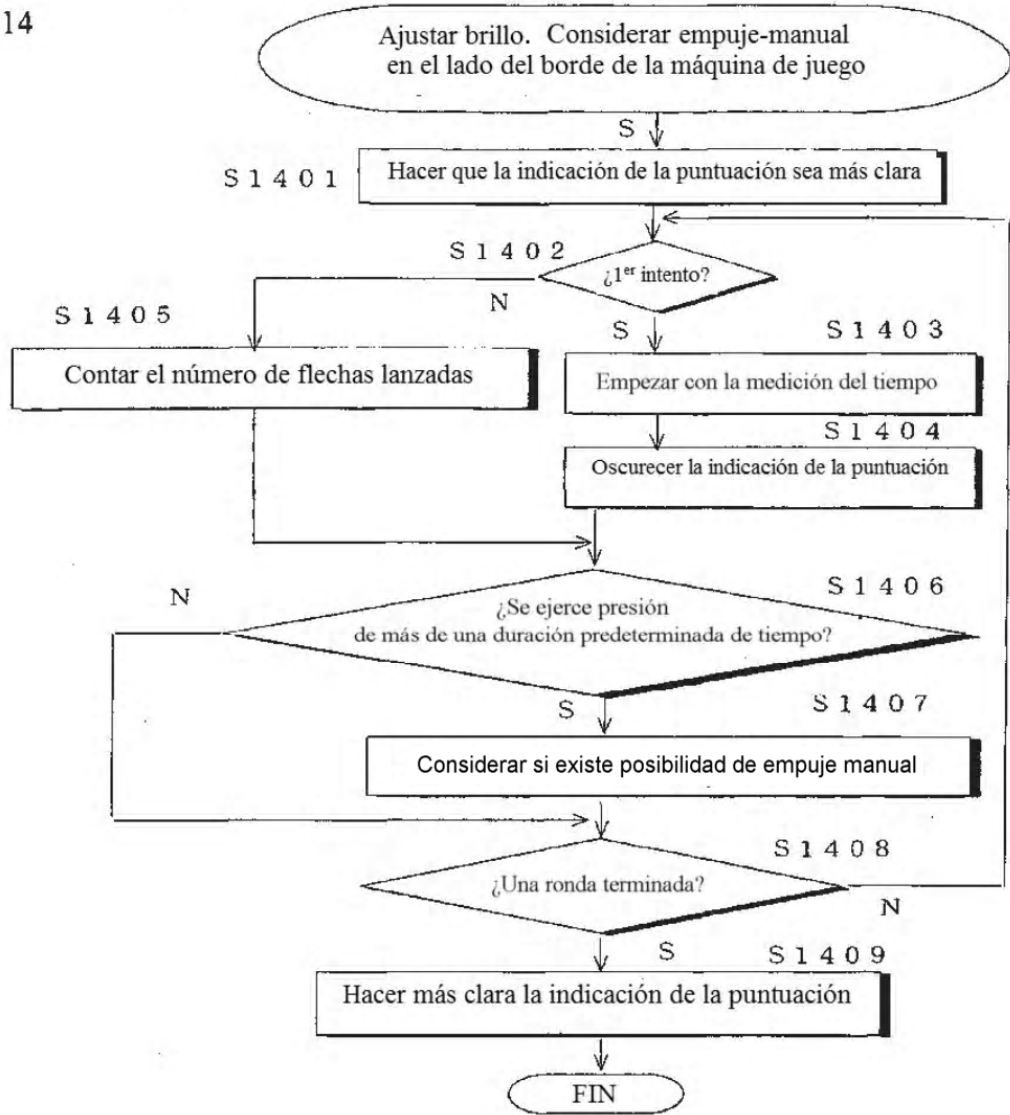 14
Ajustar brillo. Considerar empuje-manual
en el lado del borde de la máquina de juego
S
S1401
Hacer que la indicación de la puntuación sea más clara
S1402
¿1er intento?
N
S
S1405
Contar el número de flechas lanzadas
S1403
Empezar con la medición del tiempo
S1404
Oscurecer la indicación de la puntuación
S1406
N
¿Se ejerce presión
de más de una duración predeterminada de tiempo?
S
S1407
Considerar si existe posibilidad de empuje manual
S1408
¿Una ronda terminada?
N
S
S1409
Hacer más clara la indicación de la puntuación
FIN